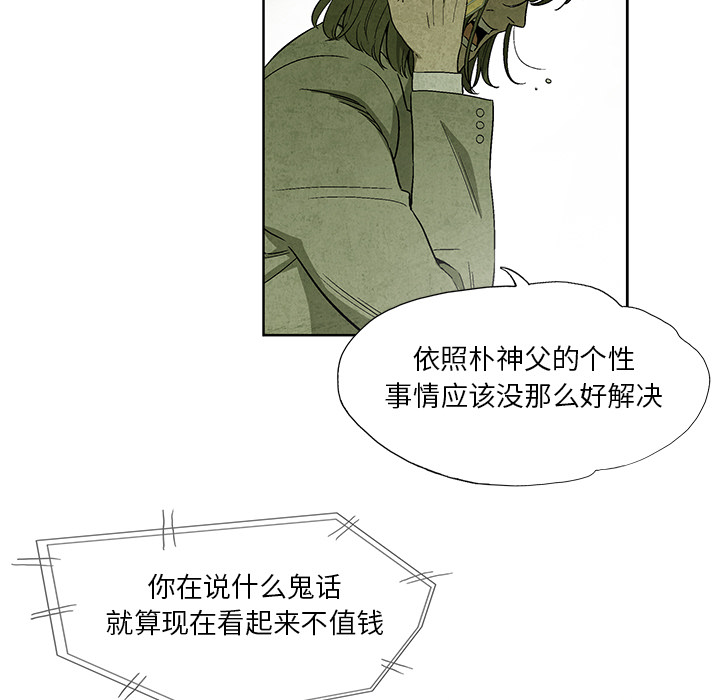 依照朴神父的个性
事情应该没那么好解决
你在说什么鬼话
就算现在看起来不值钱